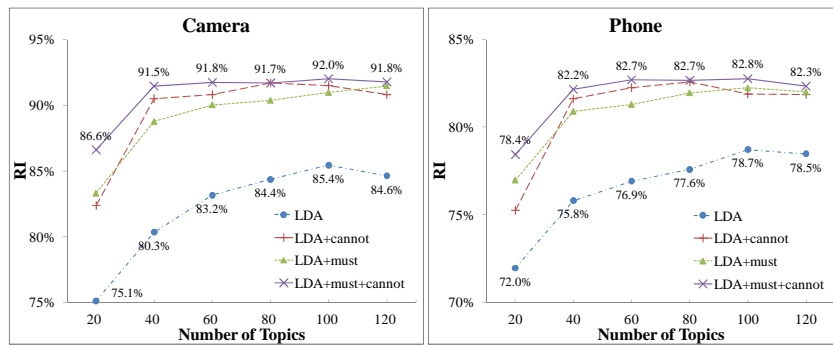 Camera
95%
90%
85%
80%
75%
RI
86.6%
91.5%
91.8%
91.7%
92.0%
91.8%
75.1%
80.3%
83.2%
84.4%
85.4%
84.6%
LDA
LDA+cannot
LDA+must
LDA+must+cannot
20 40 60 80 100 120
Number of Topics
Phone
85%
80%
75%
70%
RI
78.4%
82.2%
82.7%
82.7%
82.8%
82.3%
72.0%
75.8%
76.9%
77.6%
78.7%
78.5%
LDA
LDA+cannot
LDA+must
LDA+must+cannot
20 40 60 80 100 120
Number of Topics